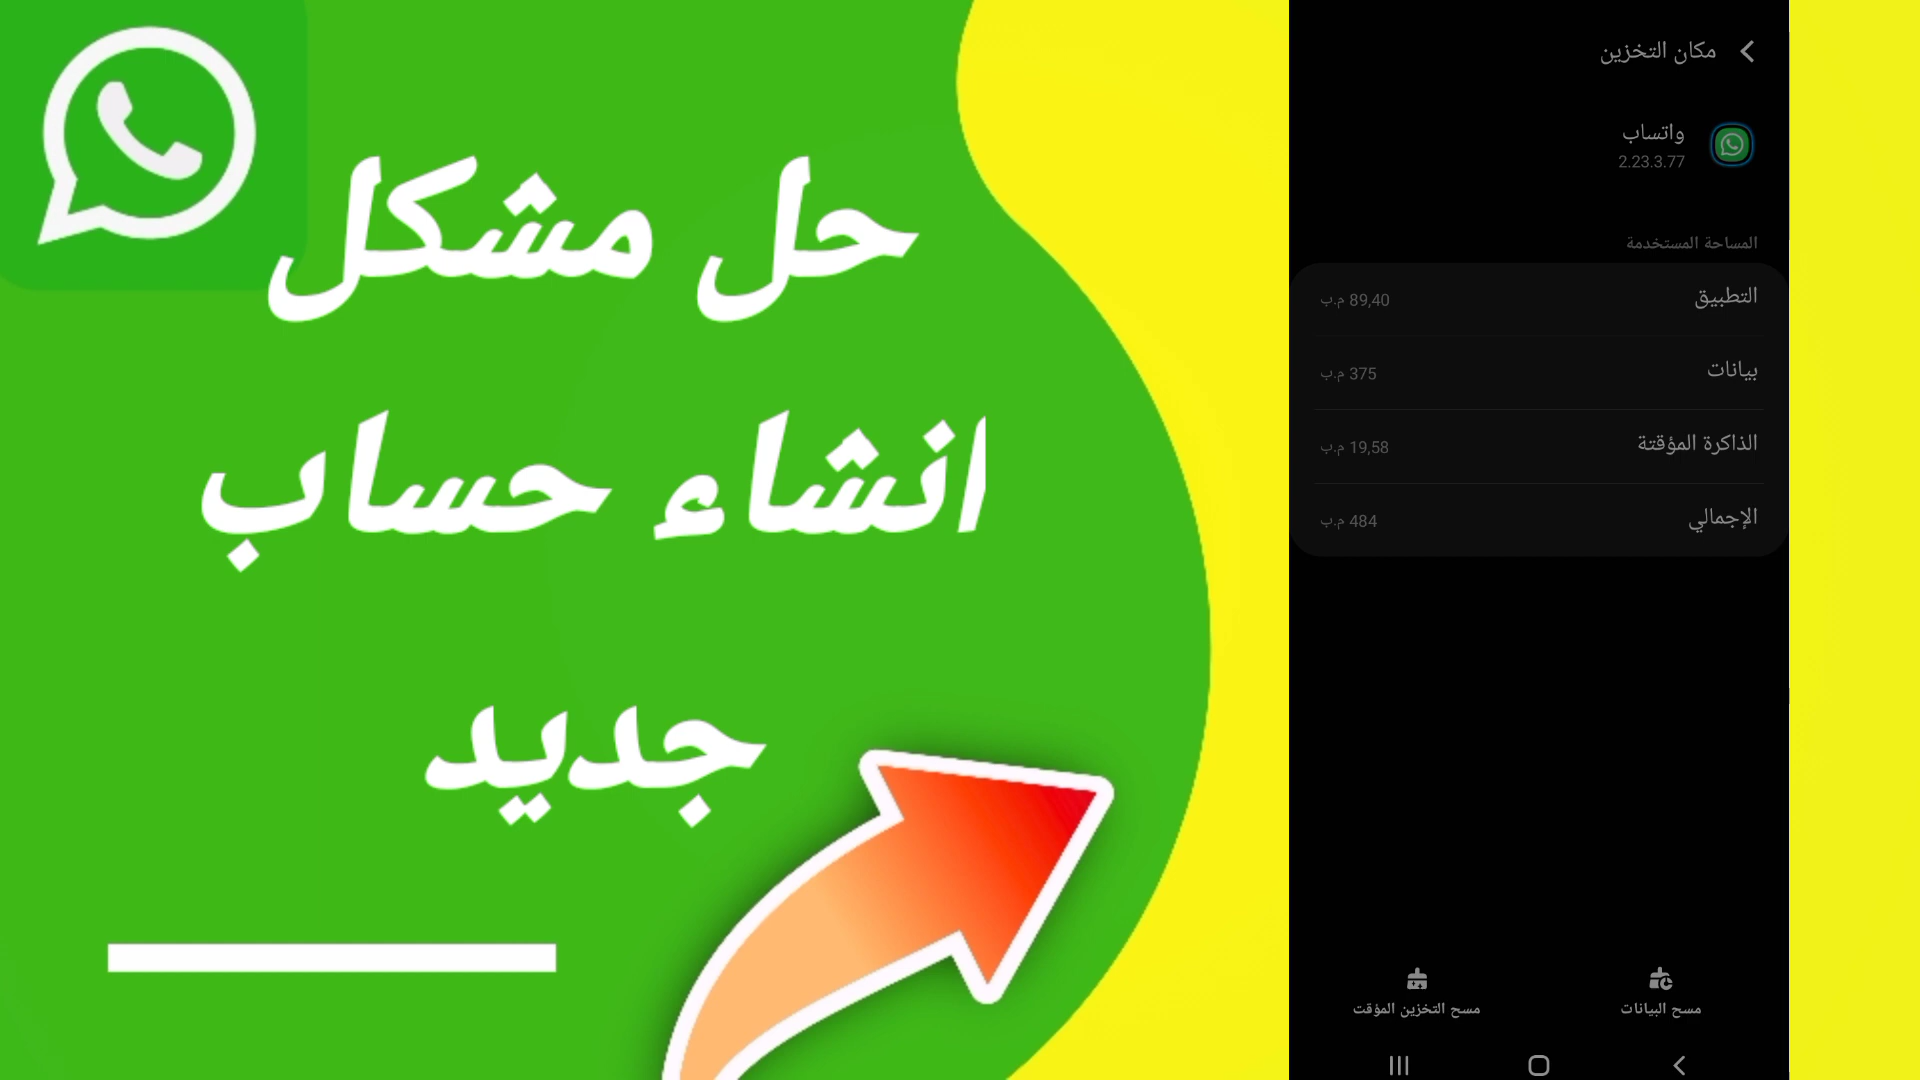 حل مشكل
انشاء حساب
جديد
مكان التخزين
واتساب
2.23.3.77
المساحة المستخدمة
التطبيق
89,40 م.ب
بيانات
375 م.ب
الذاكرة المؤقتة
19,58 م.ب
الإجمالي
484 م.ب
مسح البيانات
مسح التخزين المؤقت